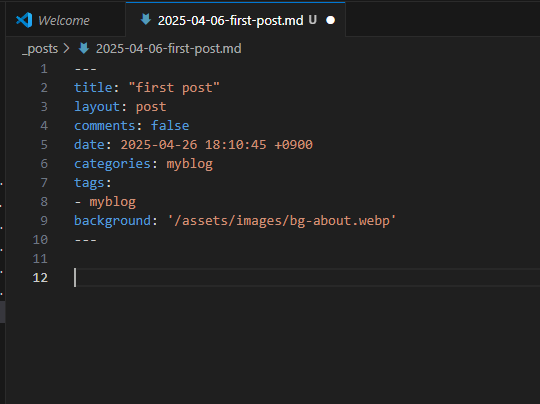 Welcome
2025-04-06-first-post.md U
_posts > 2025-04-06-first-post.md
1 ---
2 title: "first post"
3 layout: post
4 comments: false
5 date: 2025-04-26 18:10:45 +0900
6 categories: myblog
7 tags:
8 - myblog
9 background: '/assets/images/bg-about.webp'
10 ---
11
12